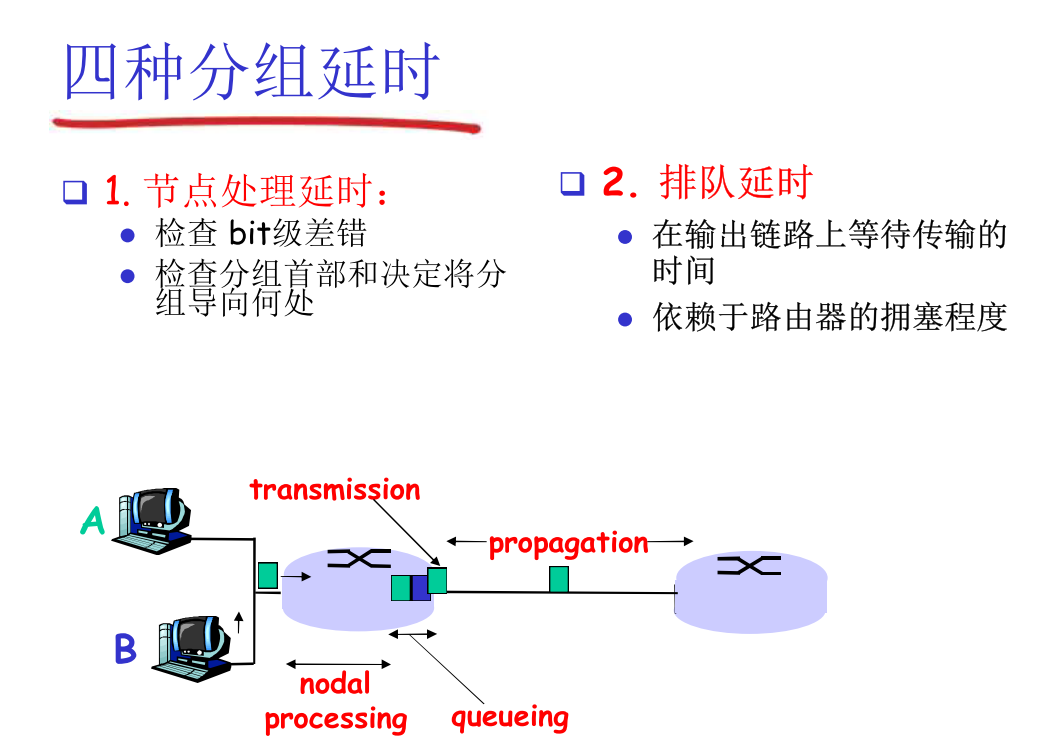 四种分组延时
1. 节点处理延时：
检查 bit级差错
检查分组首部和决定将分
组导向何处
2. 排队延时
在输出链路上等待传输的
时间
依赖于路由器的拥塞程度
transmission
A
propagation
B
nodal
processing
queueing